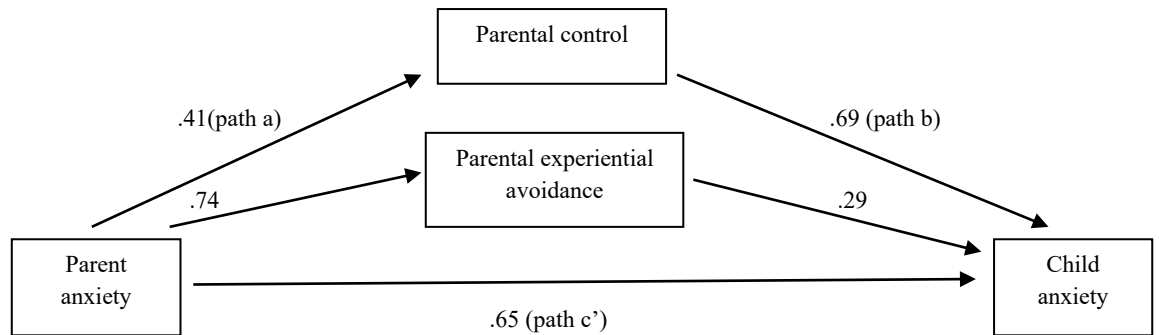 Parental control
.41(path a)
.69 (path b)
Parental experiential
avoidance
.74
.29
Parent
anxiety
Child
anxiety
.65 (path c’)